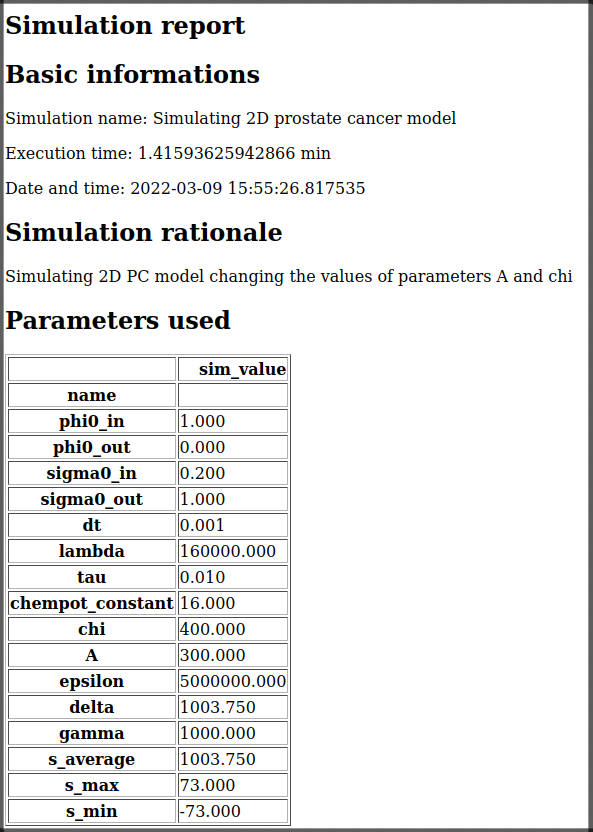 Simulation report
Basic informations
Simulation name: Simulating 2D prostate cancer model
Execution time: 1.41593625942866 min
Date and time: 2022-03-09 15:55:26.817535
Simulation rationale
Simulating 2D PC model changing the values of parameters A and chi
Parameters used
sim_value
name
phi0_in 1.000
phi0_out 0.000
sigma0_in 0.200
sigma0_out 1.000
dt 0.001
lambda 160000.000
tau 0.010
chempot_constant 16.000
chi 400.000
A 300.000
epsilon 5000000.000
delta 1003.750
gamma 1000.000
s_average 1003.750
s_max 73.000
s_min -73.000